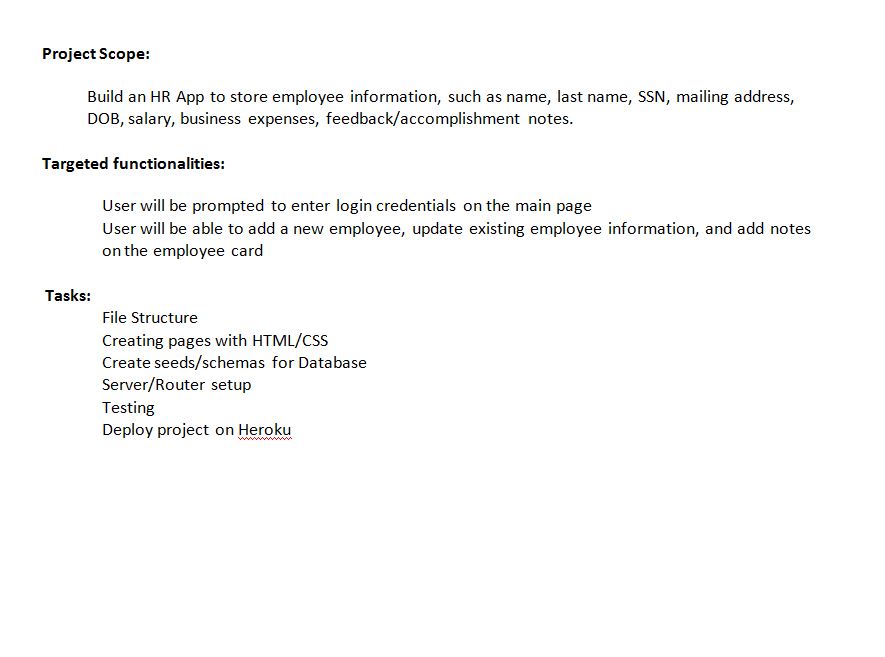 Project Scope:
Build an HR App to store employee information, such as name, last name, SSN, mailing address,
DOB, salary, business expenses, feedback/accomplishment notes.
Targeted functionalities:
User will be prompted to enter login credentials on the main page
User will be able to add a new employee, update existing employee information, and add notes
on the employee card
Tasks:
File Structure
Creating pages with HTML/CSS
Create seeds/schemas for Database
Server/Router setup
Testing
Deploy project on Heroku